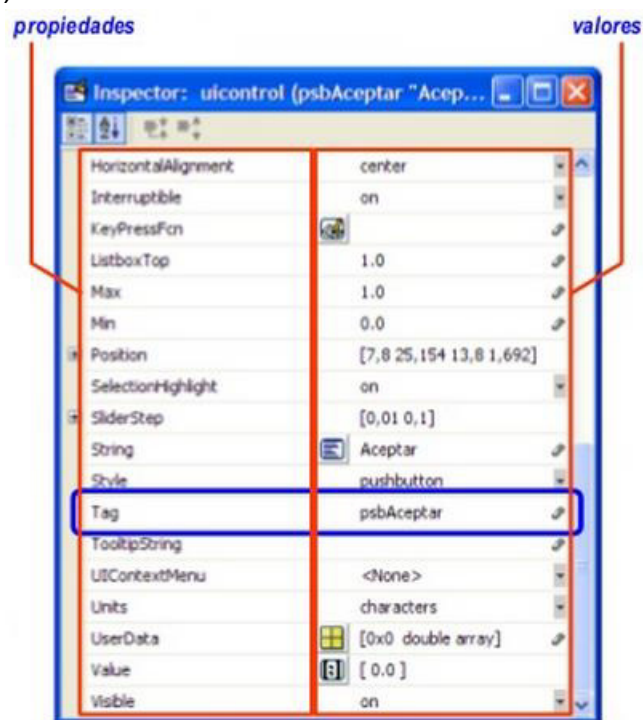 propiedades valores
Inspector: uicontrol (psbAceptar "Acep...
HorizontalAlignment center
Interruptible on
KeyPressFcn
ListboxTop 1.0
Max 1.0
Min 0.0
Position [7,8 25,154 13,8 1,692]
SelectionHighlight on
SliderStep [0,01 0,1]
String Aceptar
Style pushbutton
Tag psbAceptar
TooltipString
UIContextMenu <None>
Units characters
UserData [0x0 double array]
Value [ 0.0 ]
Visible on